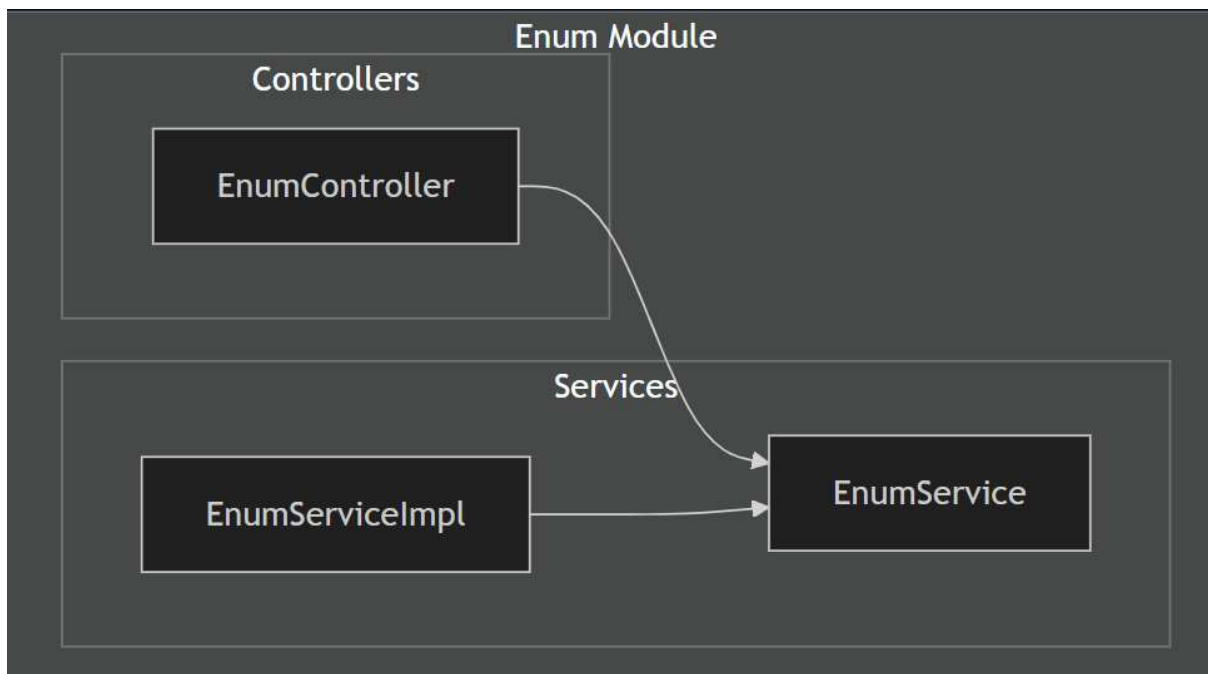 Enum Module
Controllers
EnumController
Services
EnumServiceImpl
EnumService